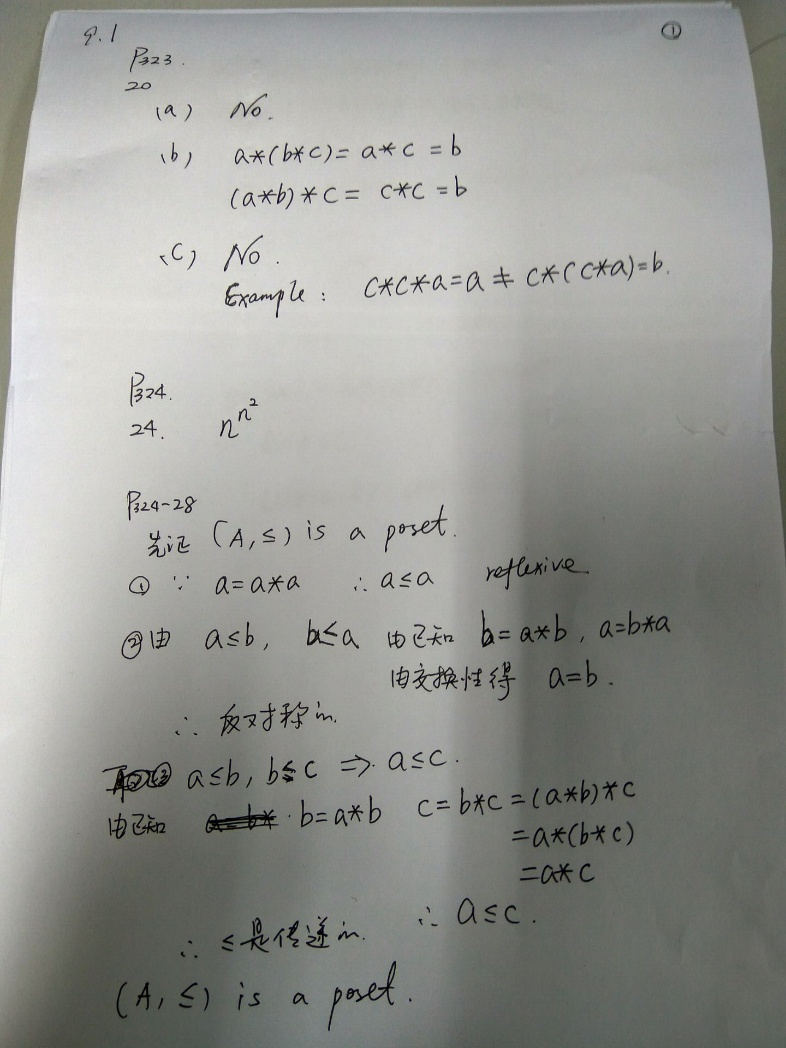 9.1 ①
P323.
20
(a) No.
(b) a*(b*c)= a*c =b
(a*b)*c= c*c =b
(c) No.
Example: c*c*a=a≠ c*(c*a)=b.
P324.
24. n^n^2
P324-28
先证 (A,≤) is a poset.
① ∵ a=a*a ∴ a≤a reflexive
②由 a≤b, b≤a 由已知 b=a*b, a=b*a
由交换性得 a=b.
∴ 反对称的.
③ a≤b, b≤c ⇒ a≤c.
由已知 b=a*b c=b*c=(a*b)*c
=a*(b*c)
=a*c
∴ a≤c.
∴ ≤是传递的.
(A,≤) is a poset.